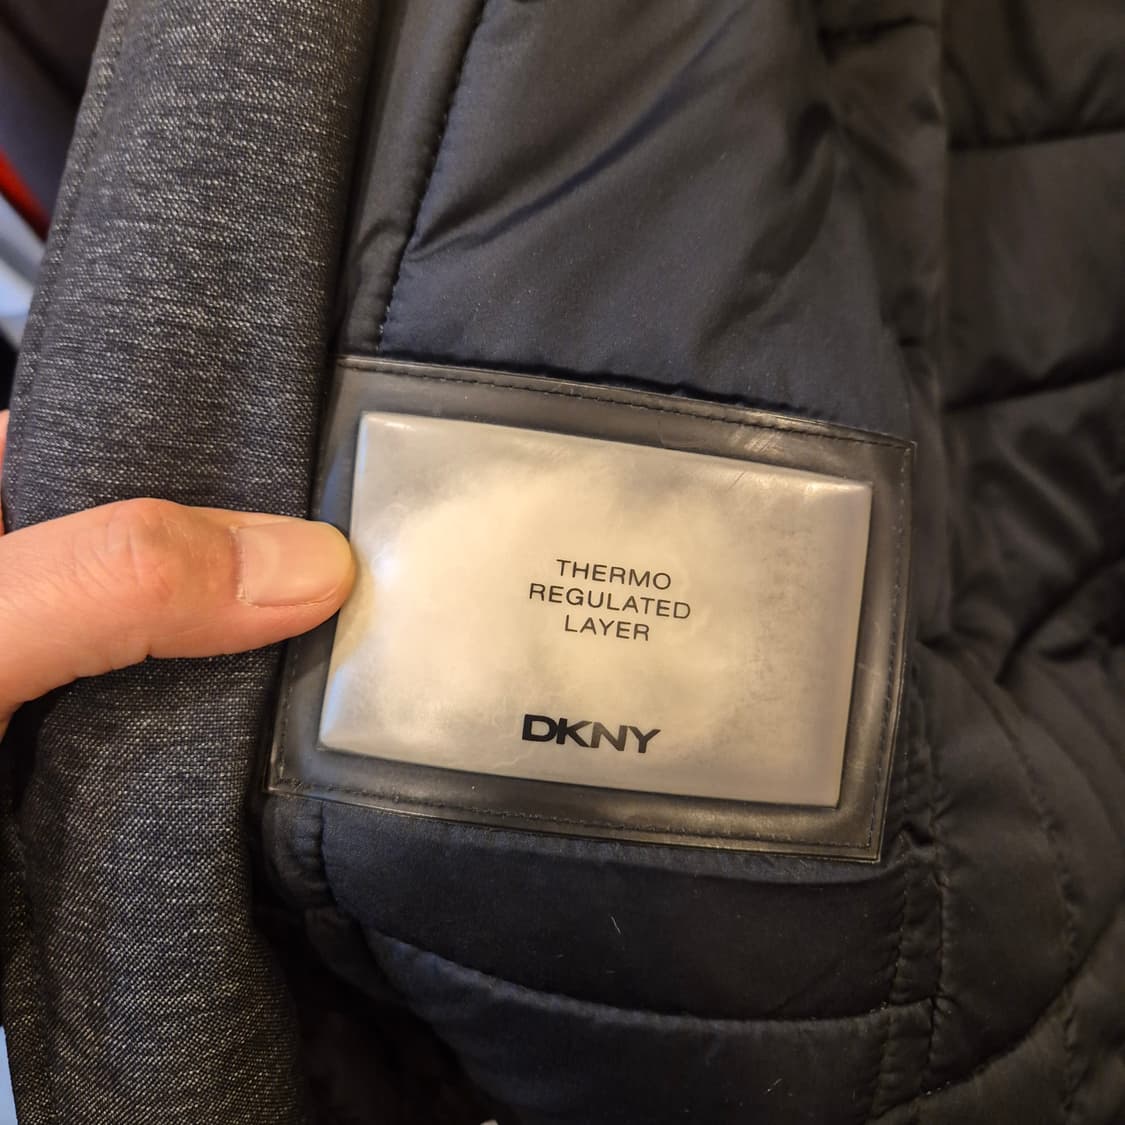 THERMO
REGULATED
LAYER
DKNY